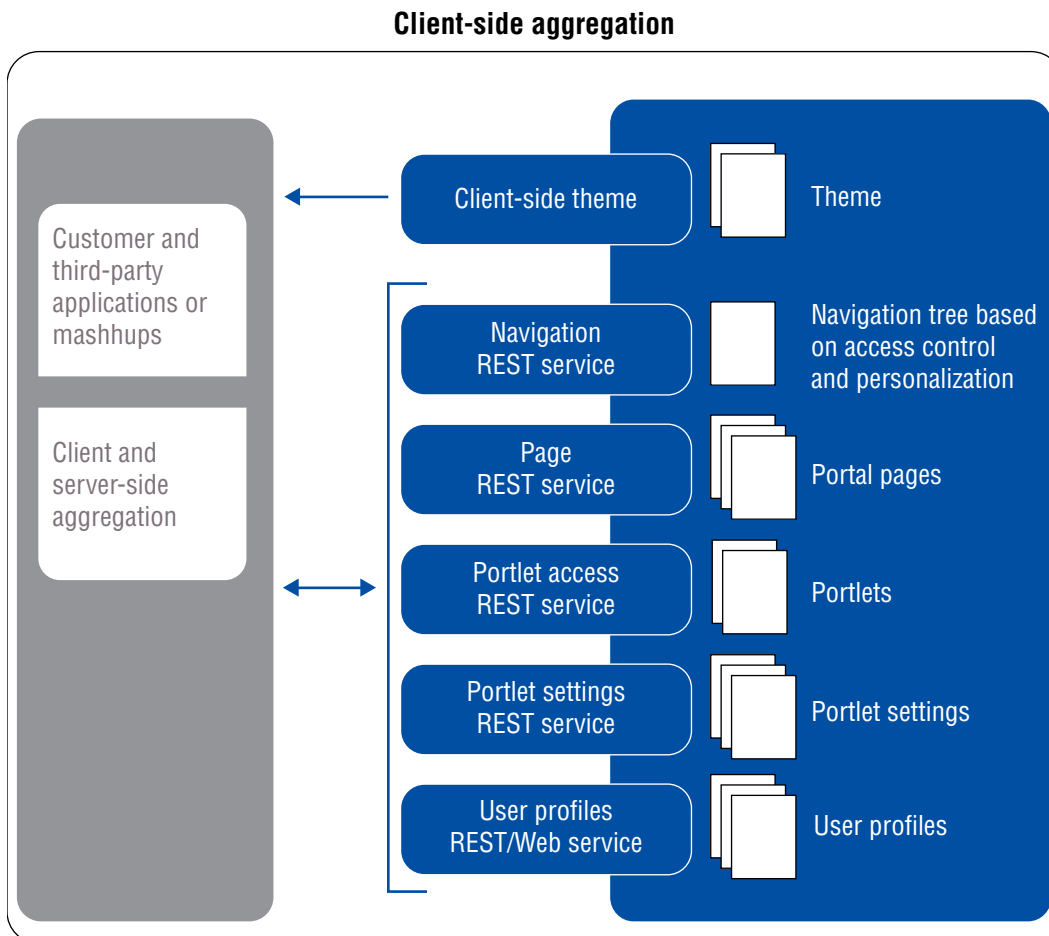 Client-side aggregation
Customer and
third-party
applications or
mashhups
Client and
server-side
aggregation
Client-side theme
Theme
Navigation
REST service
Navigation tree based
on access control
and personalization
Page
REST service
Portal pages
Portlet access
REST service
Portlets
Portlet settings
REST service
Portlet settings
User profiles
REST/Web service
User profiles